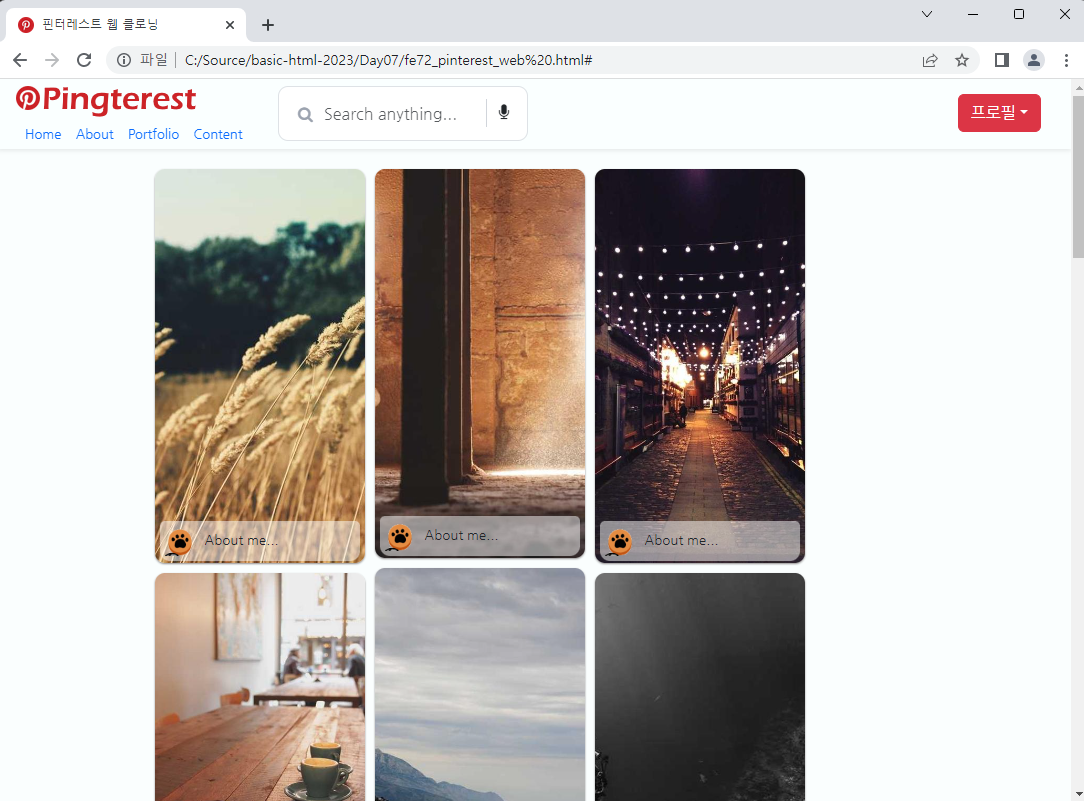 핀터레스트 웹 클로닝
파일 C:/Source/basic-html-2023/Day07/fe72_pinterest_web%20.html#
Pingterest
Home About Portfolio Content
Search anything...
프로필
About me... About me... About me...